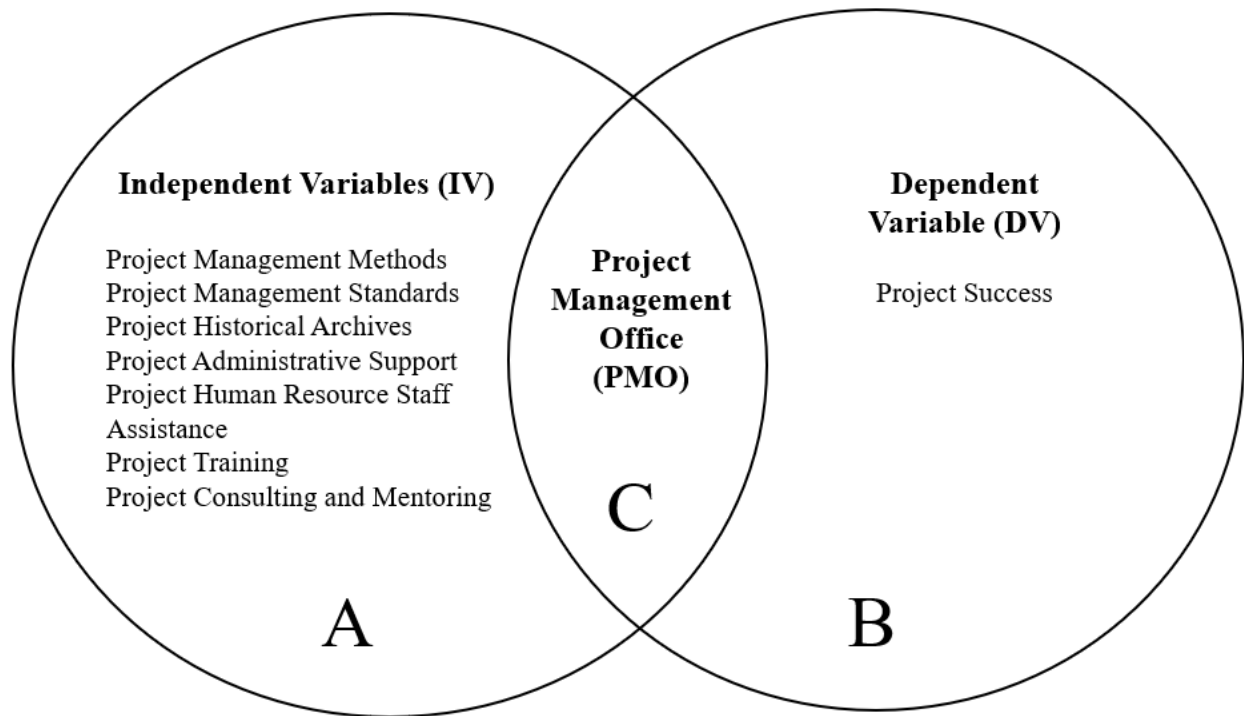 Independent Variables (IV)
Project Management Methods
Project Management Standards
Project Historical Archives
Project Administrative Support
Project Human Resource Staff
Assistance
Project Training
Project Consulting and Mentoring
A
Project
Management
Office
(PMO)
C
Dependent
Variable (DV)
Project Success
B